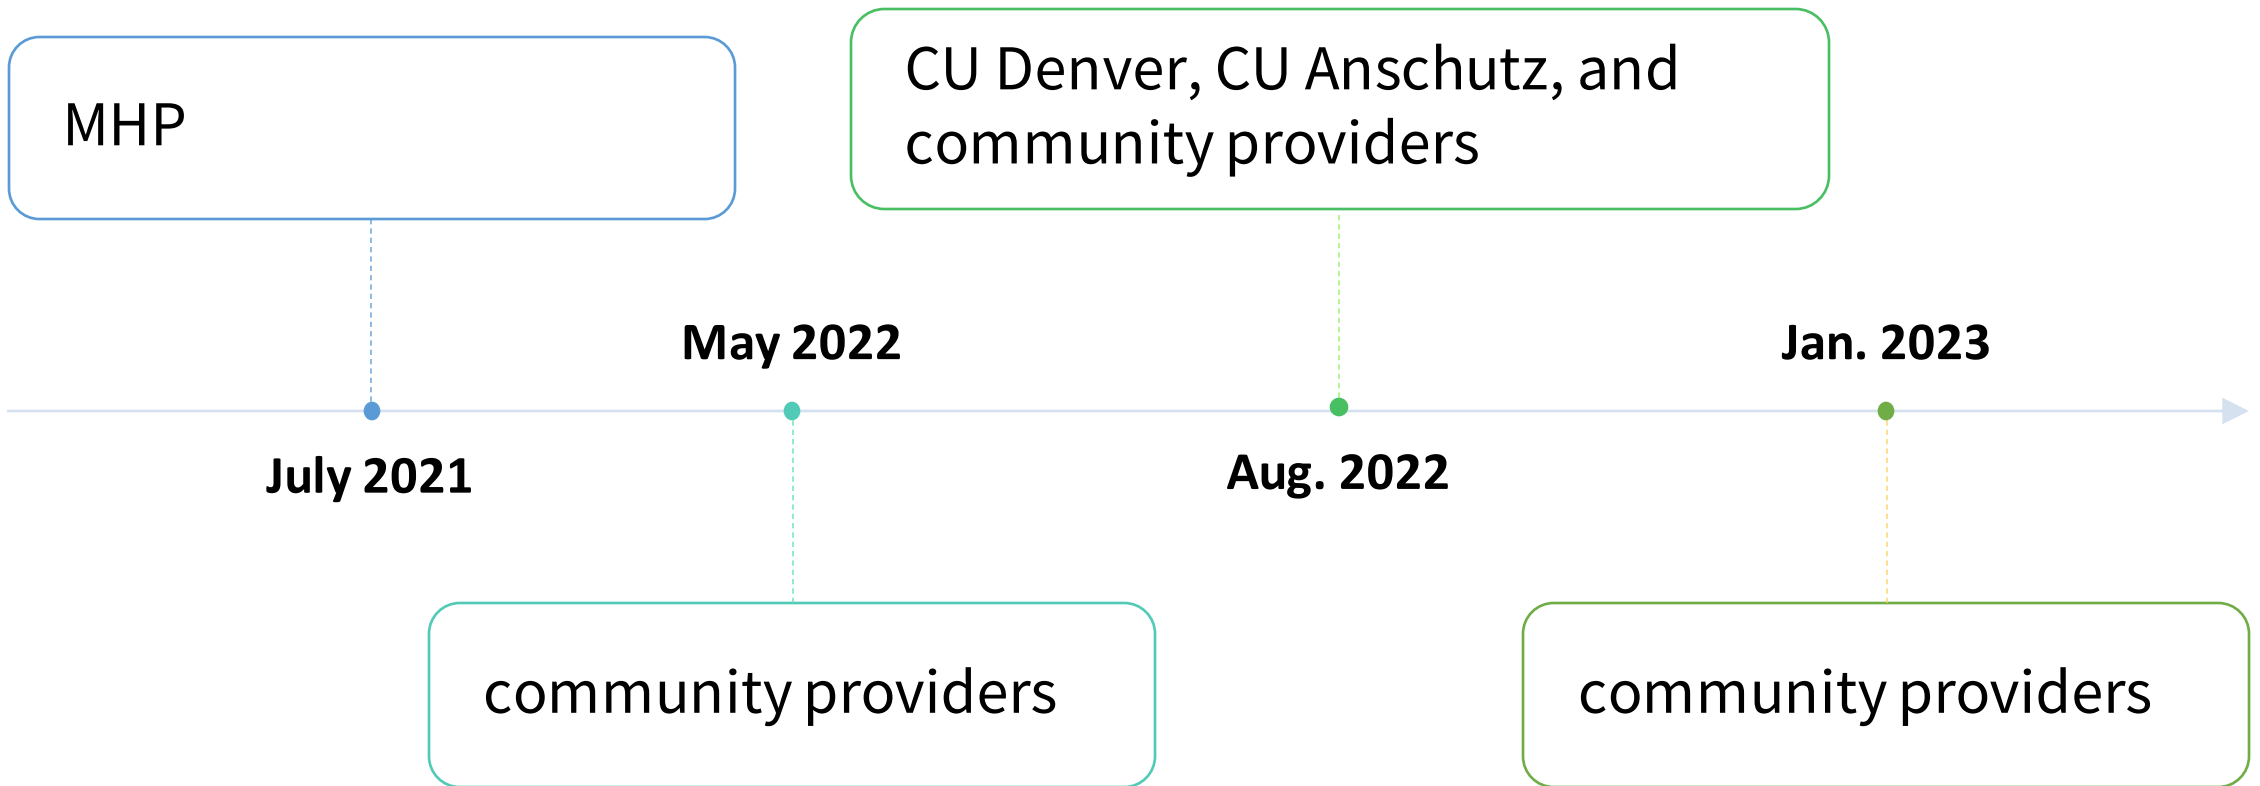 MHP
CU Denver, CU Anschutz, and
community providers
May 2022
Jan. 2023
July 2021
Aug. 2022
community providers
community providers